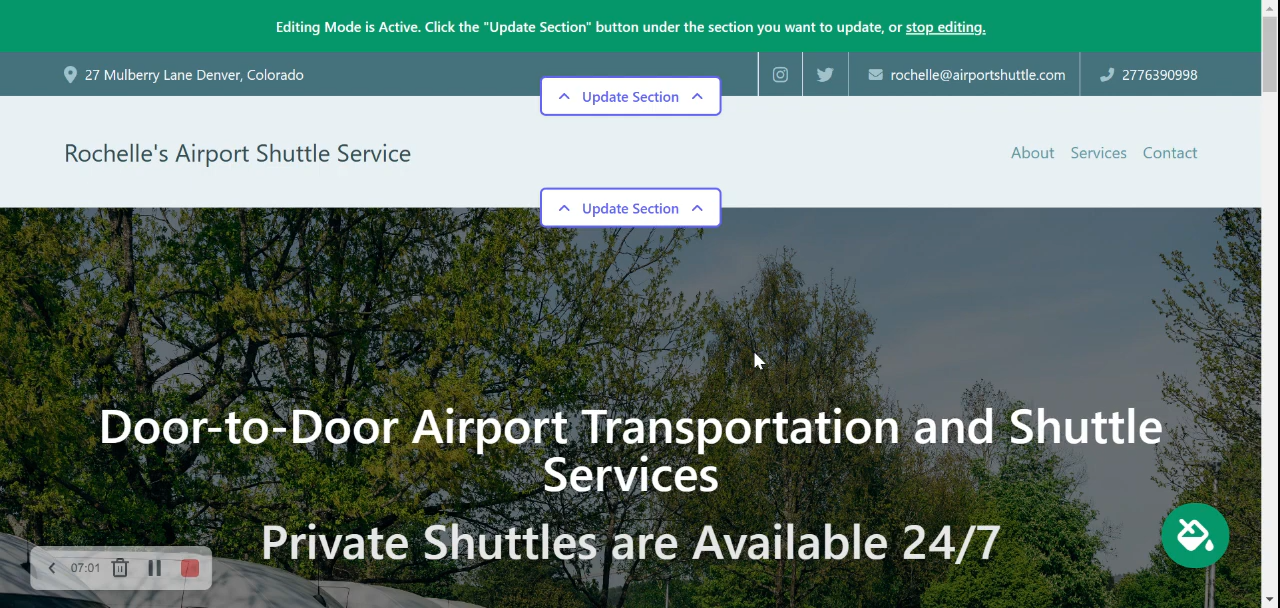 Editing Mode is Active. Click the "Update Section" button under the section you want to update, or stop editing.
27 Mulberry Lane Denver, Colorado
rochelle@airportshuttle.com
2776390998
Update Section
Rochelle's Airport Shuttle Service
About Services Contact
Update Section
Door-to-Door Airport Transportation and Shuttle
Services
Private Shuttles are Available 24/7
07:01